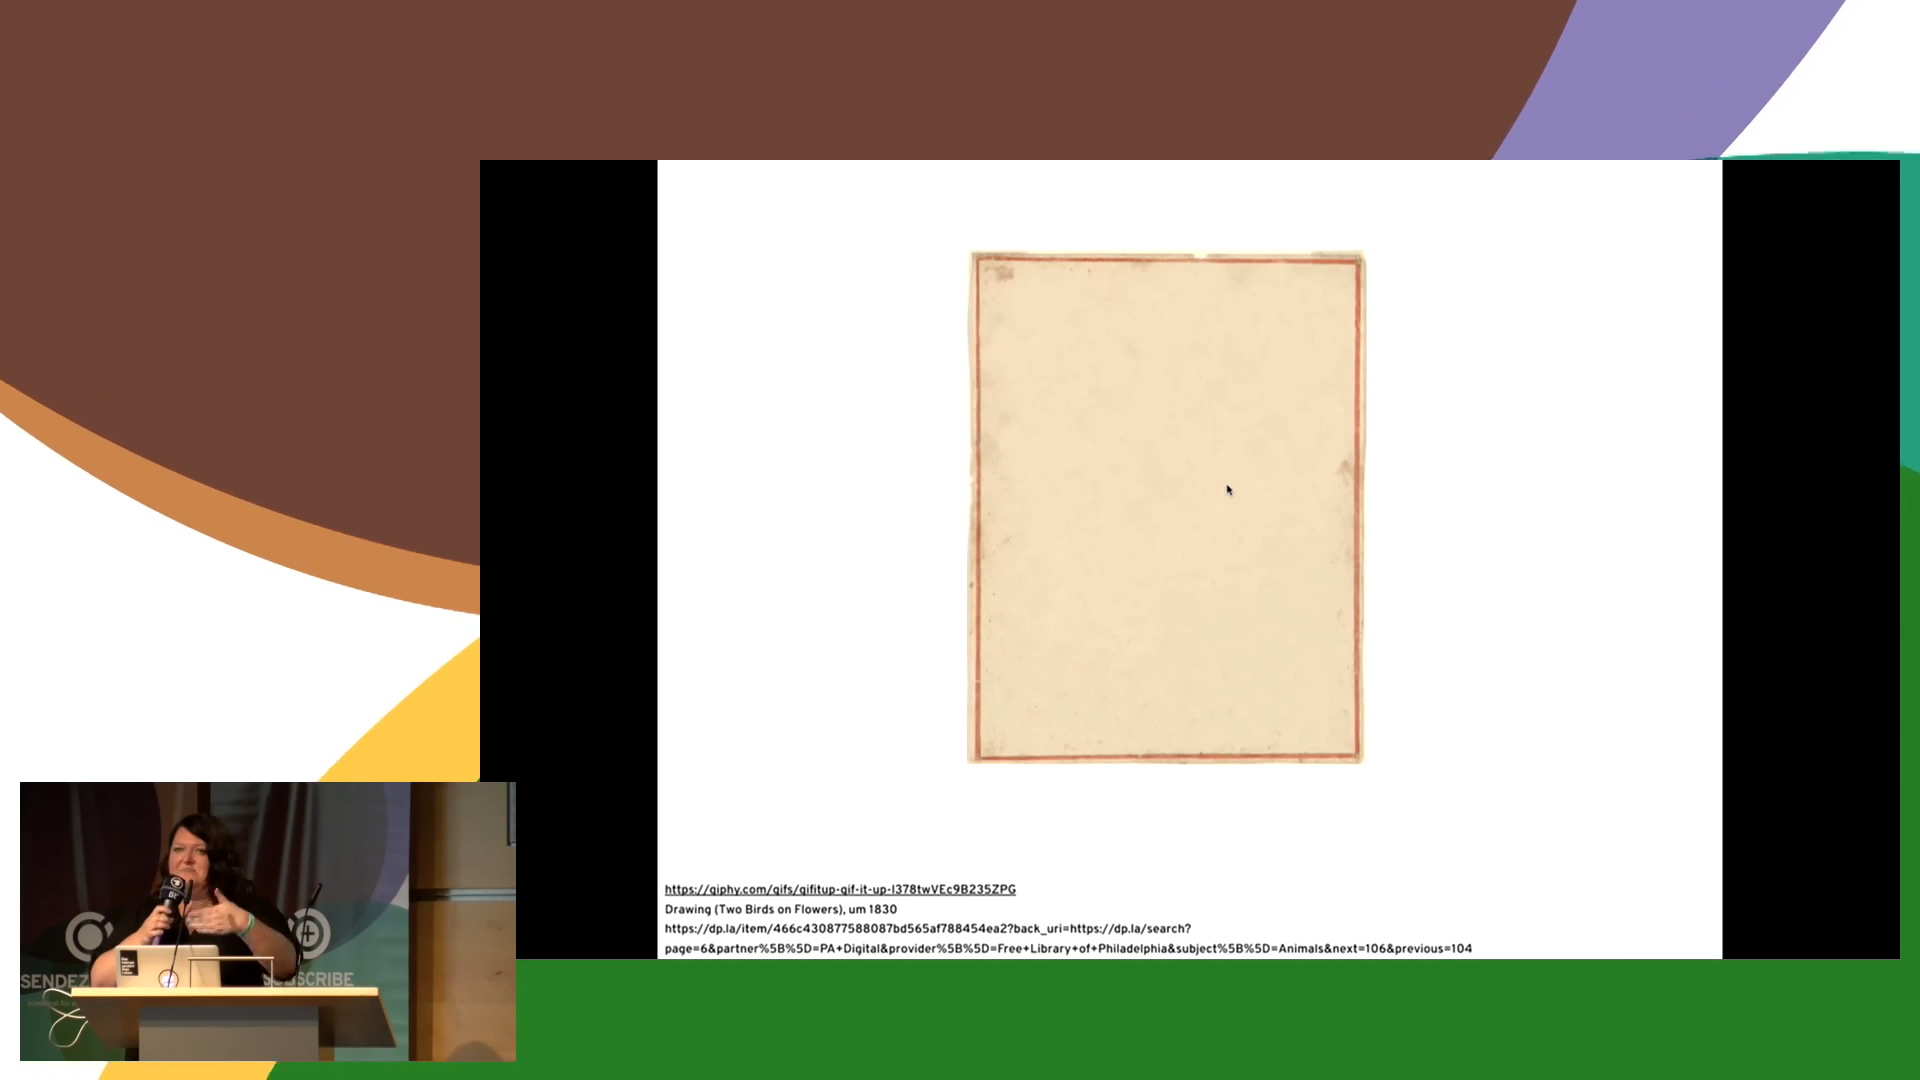 https://giphy.com/gifs/gifitup-gif-it-up-l378twVEc9B235ZPG
Drawing (Two Birds on Flowers), um 1830
https://dp.la/item/466c430877588087bd565af788454ea2?back_uri=https://dp.la/search?
page=6&partner%5B%5D=PA+Digital&provider%5B%5D=Free+Library+of+Philadelphia&subject%5B%5D=Animals&next=106&previous=104
SENDEZ
SUBSCRIBE